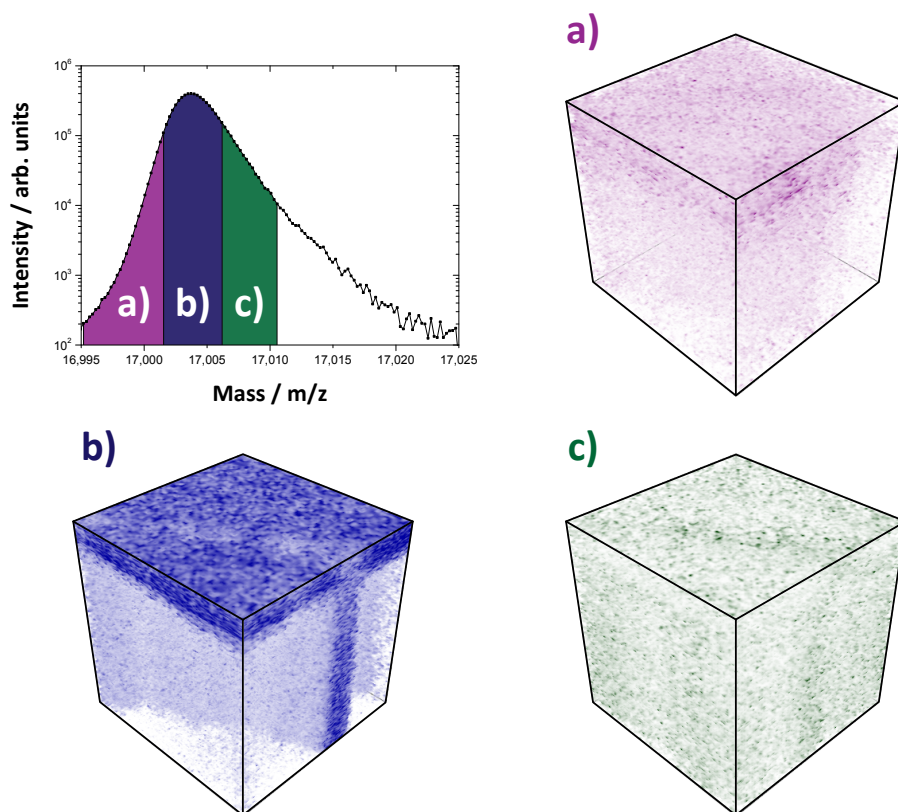 a)
10⁶
10⁵
10⁴
10³
10²
Intensity / arb. units
a) b) c)
16,995 17,000 17,005 17,010 17,015 17,020 17,025
Mass / m/z
b)
c)